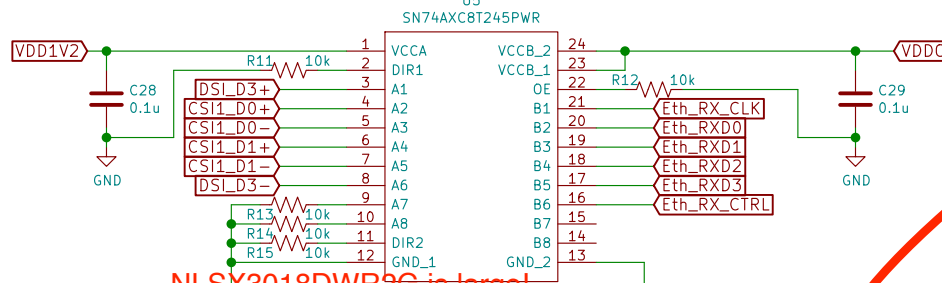 SN74AXC8T245PWR
VDD1V2
1 VCCA VCCB_2 24
R11 10k 2 DIR1 VCCB_1 23
DSI_D3+ 3 A1 OE 22 R12 10k
C28 0.1u CSI1_D0+ 4 A2 B1 21 Eth_RX_CLK C29 0.1u
CSI1_D0- 5 A3 B2 20 Eth_RXD0
CSI1_D1+ 6 A4 B3 19 Eth_RXD1
GND CSI1_D1- 7 A5 B4 18 Eth_RXD2 GND
DSI_D3- 8 A6 B5 17 Eth_RXD3
9 A7 B6 16 Eth_RX_CTRL
R13 10k 10 A8 B7 15
R14 10k 11 DIR2 B8 14
R15 10k 12 GND_1 GND_2 13
NLSX3018DWR2G is large!